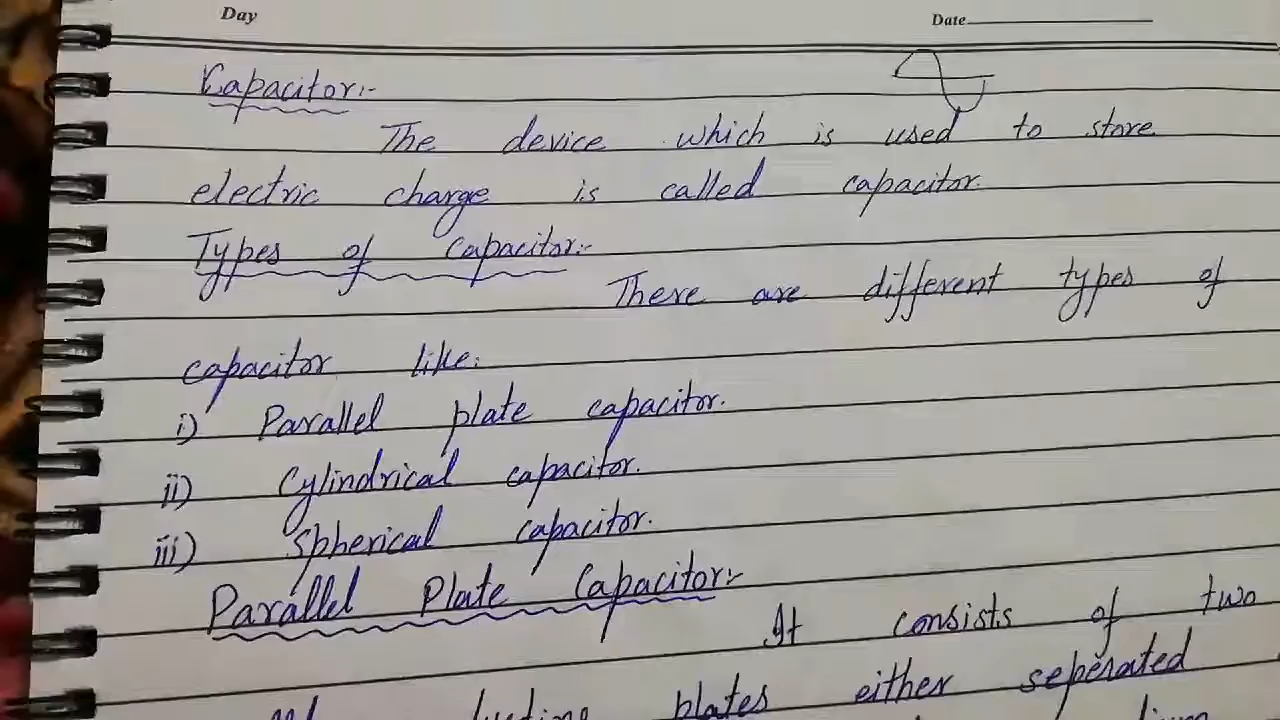 Day Date
Capacitor:-
The device which is used to store
electric charge is called capacitor.
Types of Capacitor:-
There are different types of
capacitor like:
i) Parallel plate capacitor.
ii) Cylindrical capacitor.
iii) Spherical capacitor.
Parallel Plate Capacitor:-
It consists of two
plates either seperated